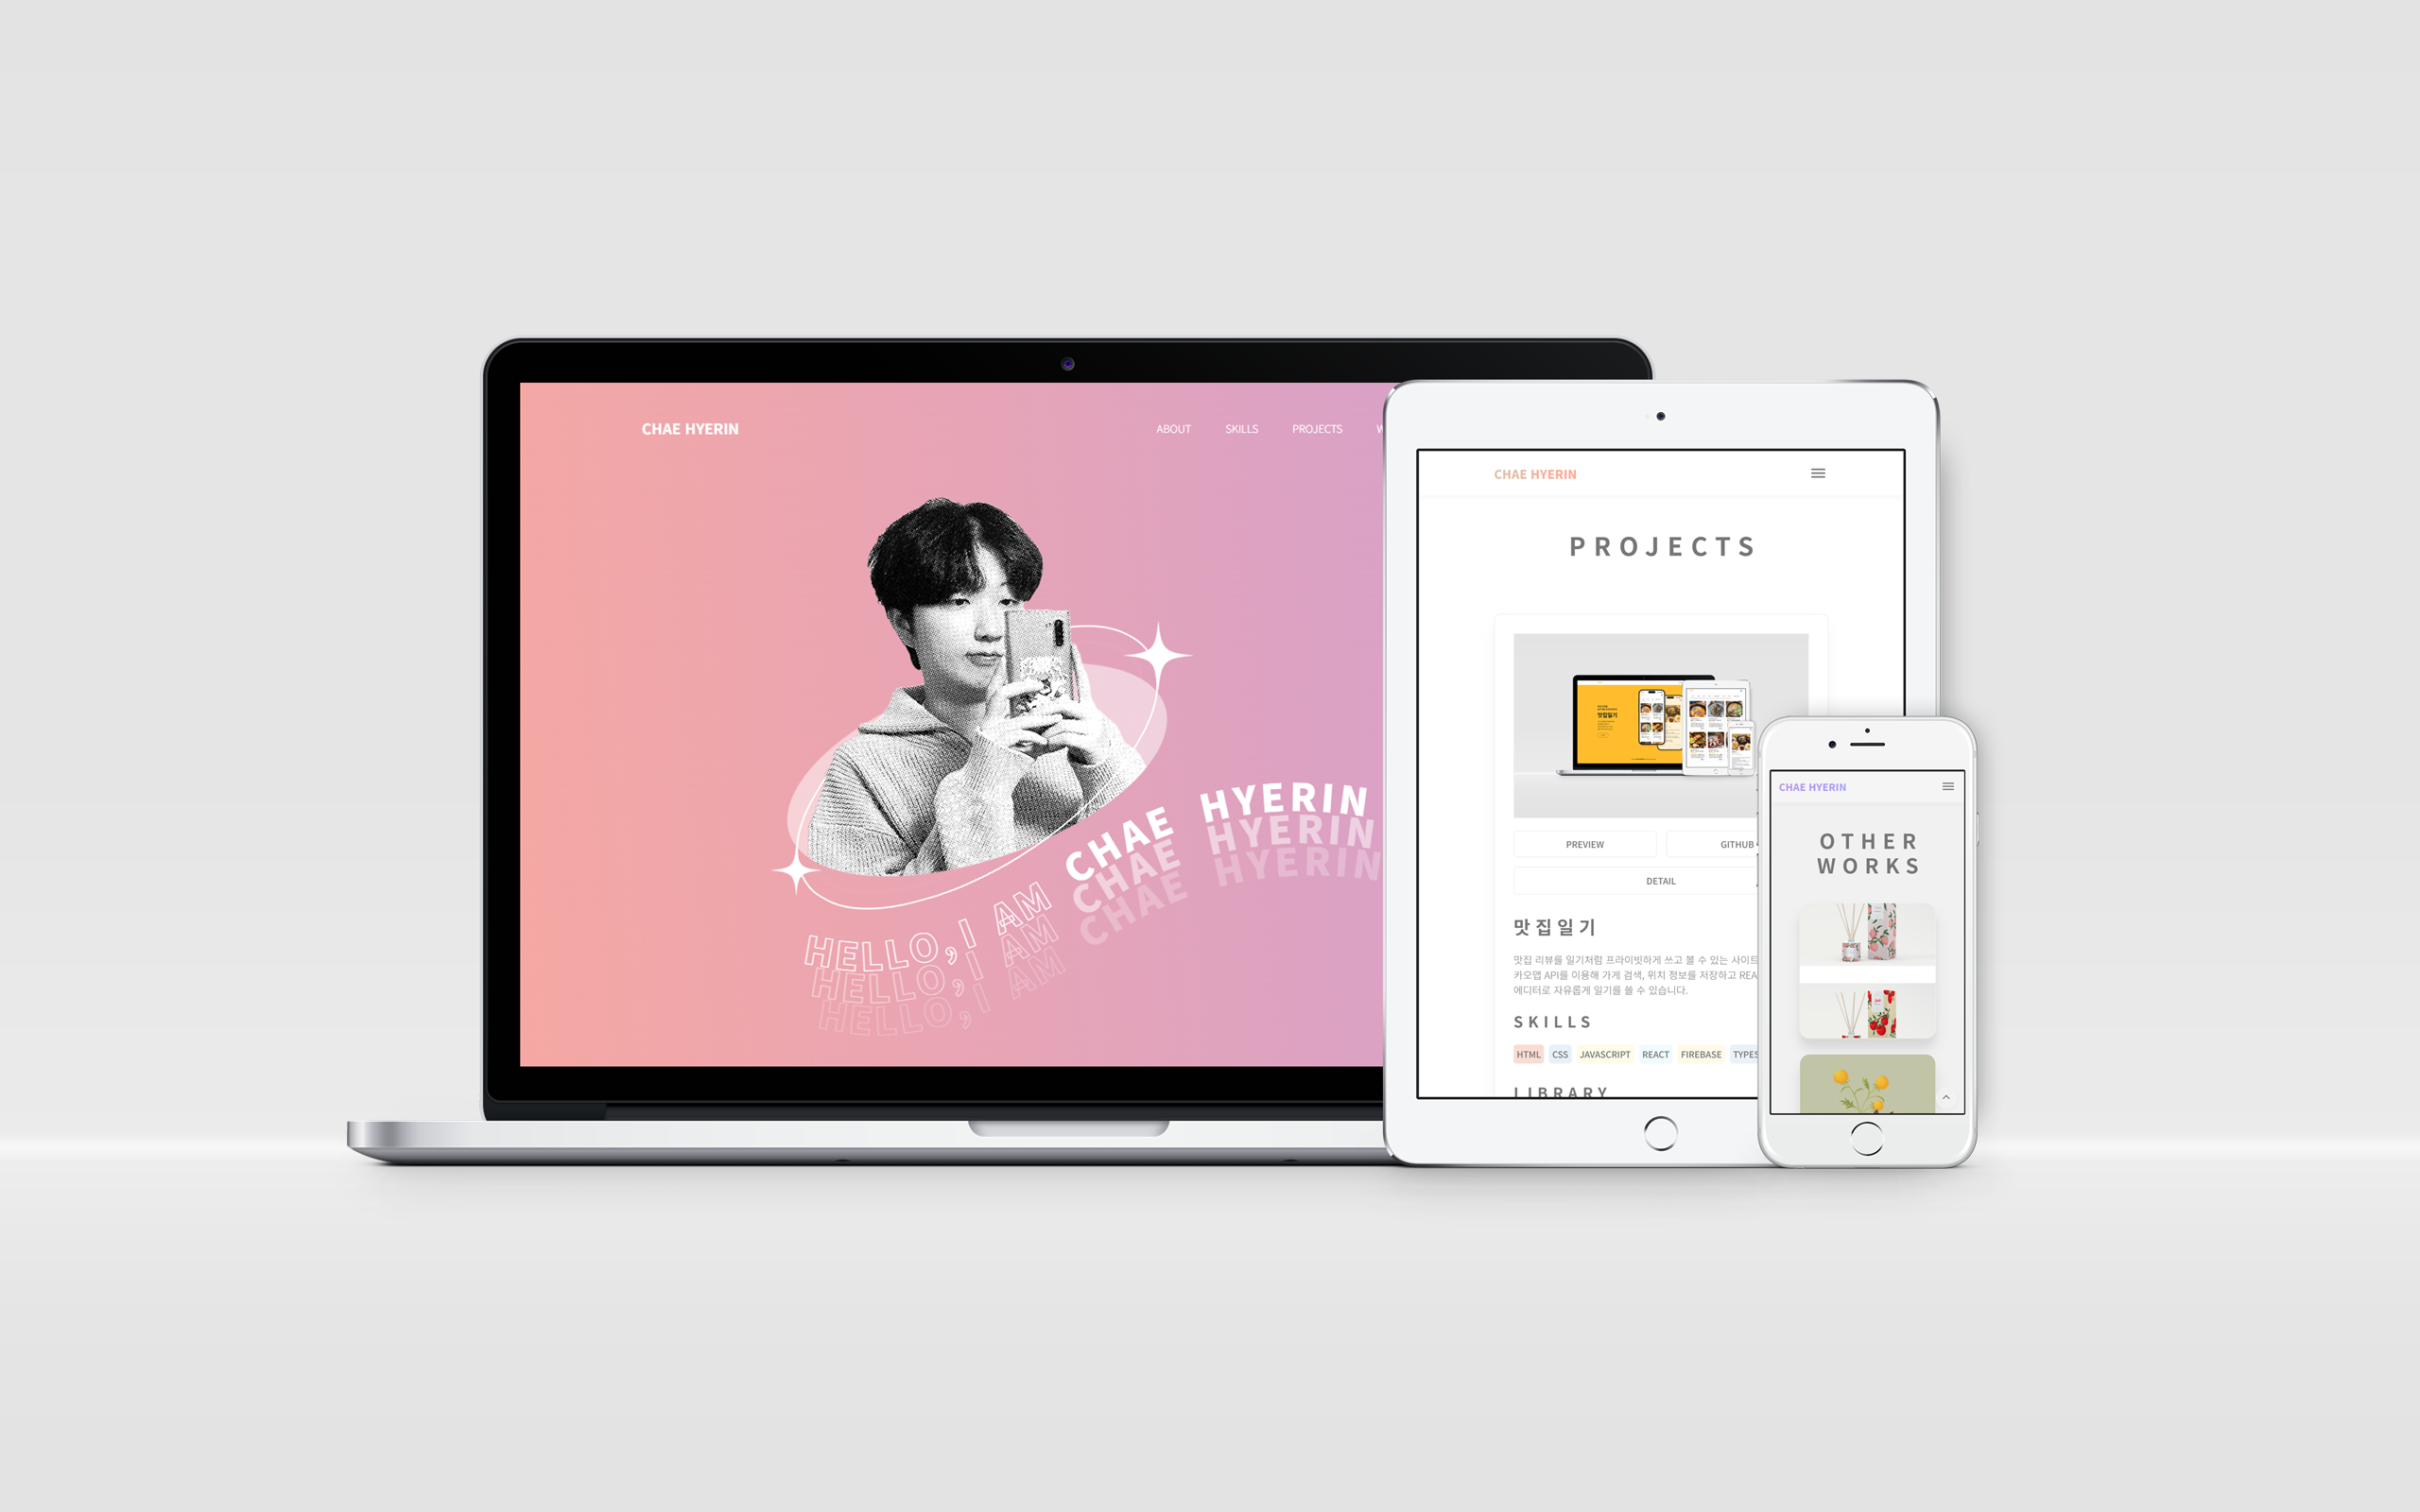 CHAE HYERIN
ABOUT SKILLS PROJECTS
HELLO, I AM CHAE HYERIN
HELLO, I AM CHAE HYERIN
HELLO, I AM CHAE HYERIN
CHAE HYERIN
PROJECTS
맛집일기
PREVIEW GITHUB
DETAIL
맛집일기
맛집 리뷰를 일기처럼 프라이빗하게 쓰고 볼 수 있는 사이트
카오맵 API를 이용해 가게 검색, 위치 정보를 저장하고 REA
에디터로 자유롭게 일기를 쓸 수 있습니다.
SKILLS
HTML CSS JAVASCRIPT REACT FIREBASE TYPES
LIBRARY
CHAE HYERIN
OTHER
WORKS